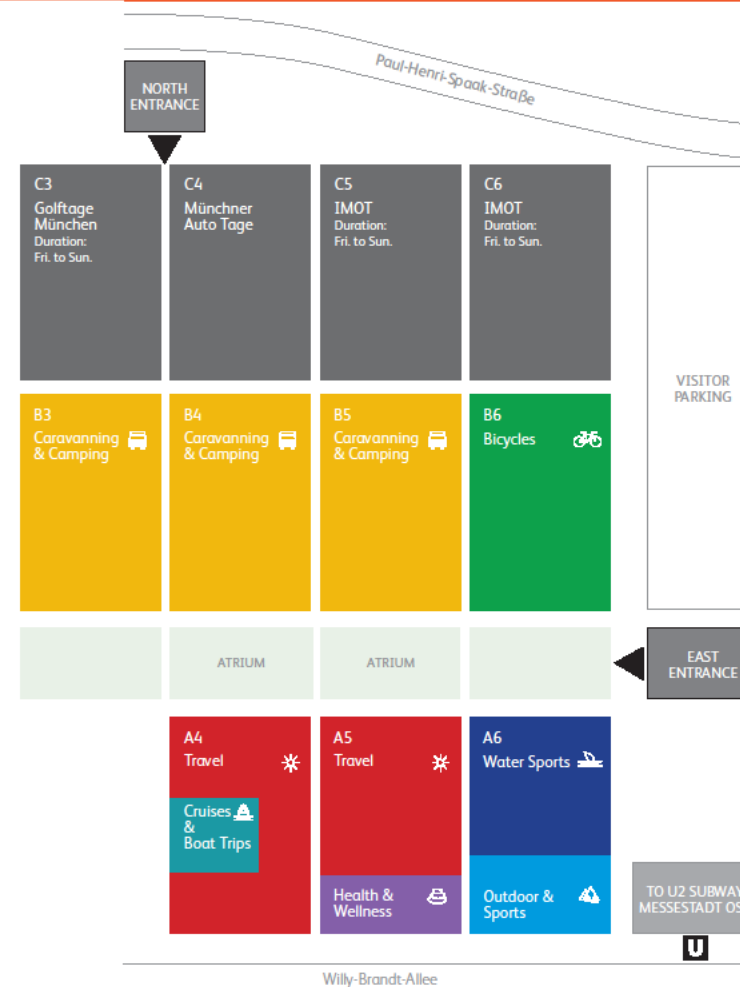 Paul-Henri-Spaak-Straße
NORTH
ENTRANCE
C3
Golftage
München
Duration:
Fri. to Sun.
C4
Münchner
Auto Tage
C5
IMOT
Duration:
Fri. to Sun.
C6
IMOT
Duration:
Fri. to Sun.
VISITOR
PARKING
B3
Caravanning
& Camping
B4
Caravanning
& Camping
B5
Caravanning
& Camping
B6
Bicycles
ATRIUM
ATRIUM
EAST
ENTRANCE
A4
Travel
Cruises
&
Boat Trips
A5
Travel
Health &
Wellness
A6
Water Sports
Outdoor &
Sports
TO U2 SUBWAY
MESSESTADT OS
U
Willy-Brandt-Allee